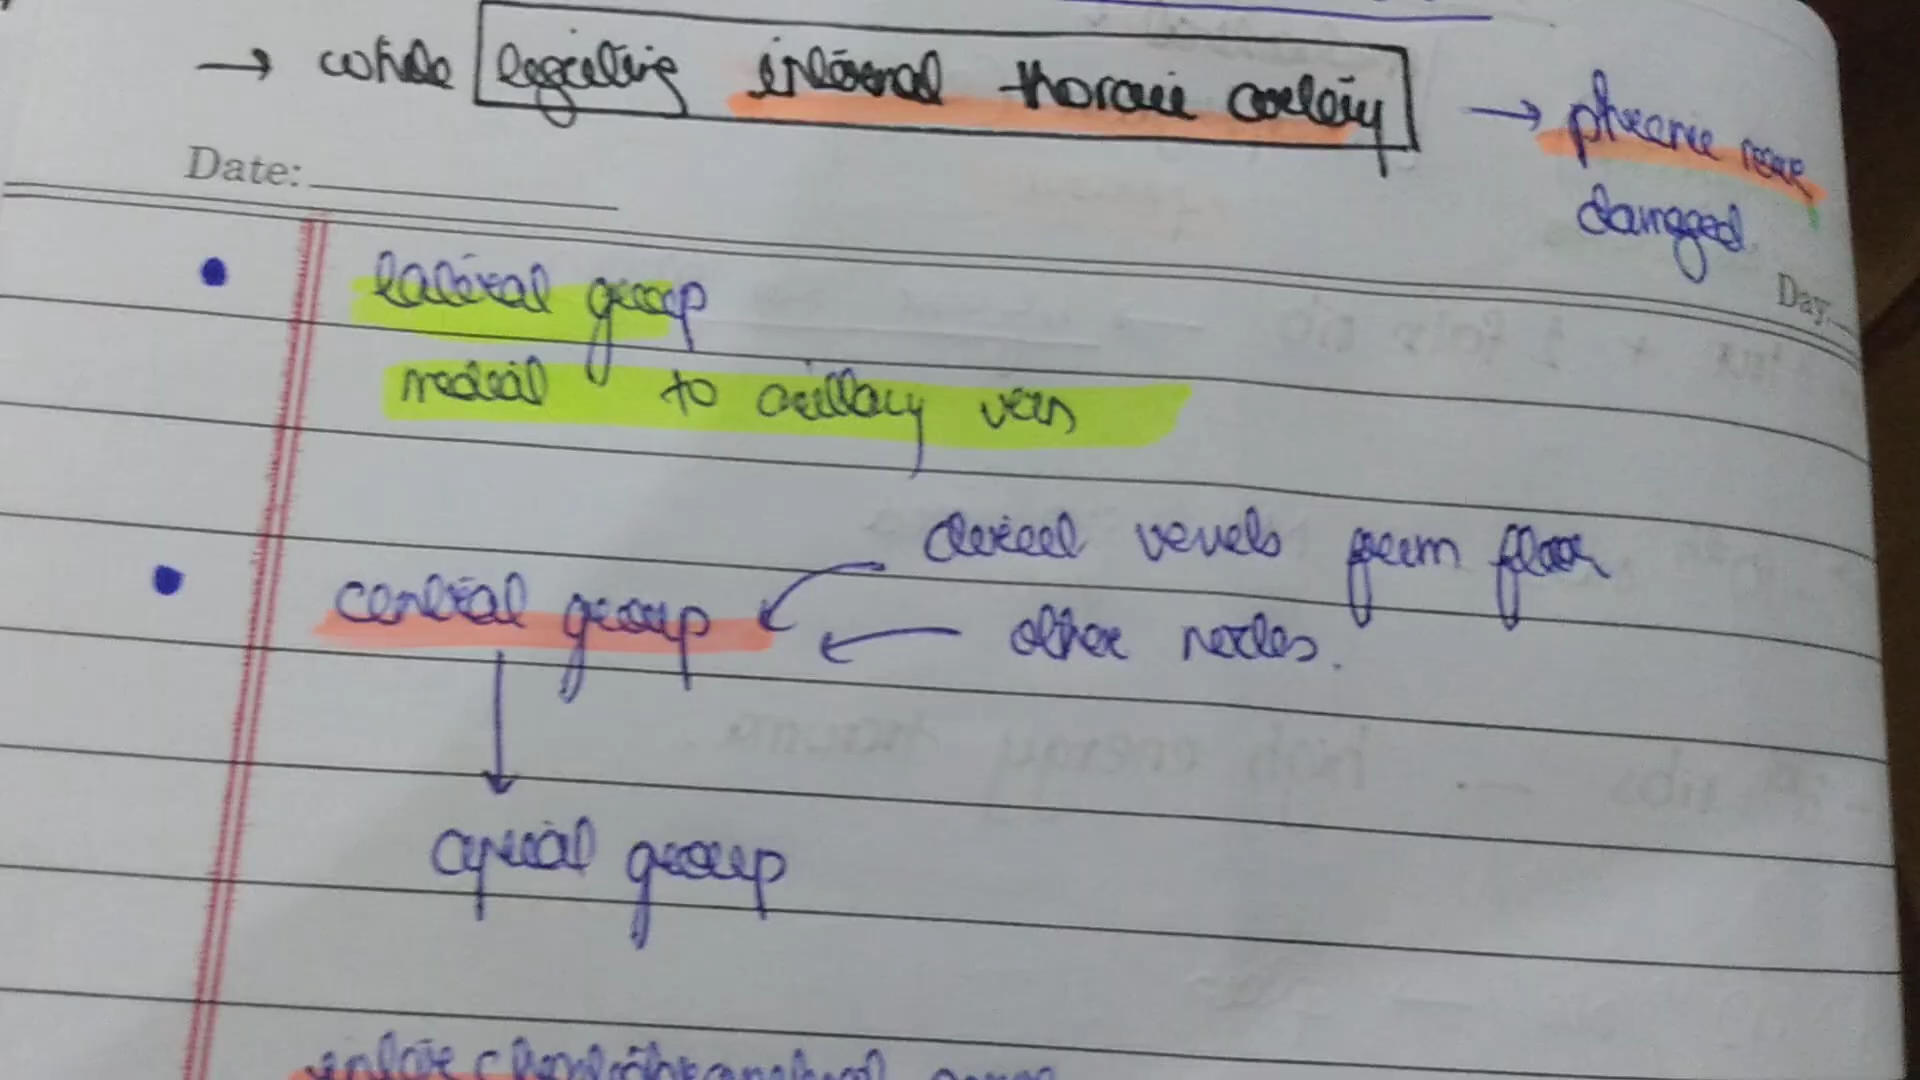 → while ligating internal thoracic artery → phrenic nerve
damaged
Date:
Day
• lateral group
medial to axillary vein
direct vessels from floor
• central group
other nodes.
apical group